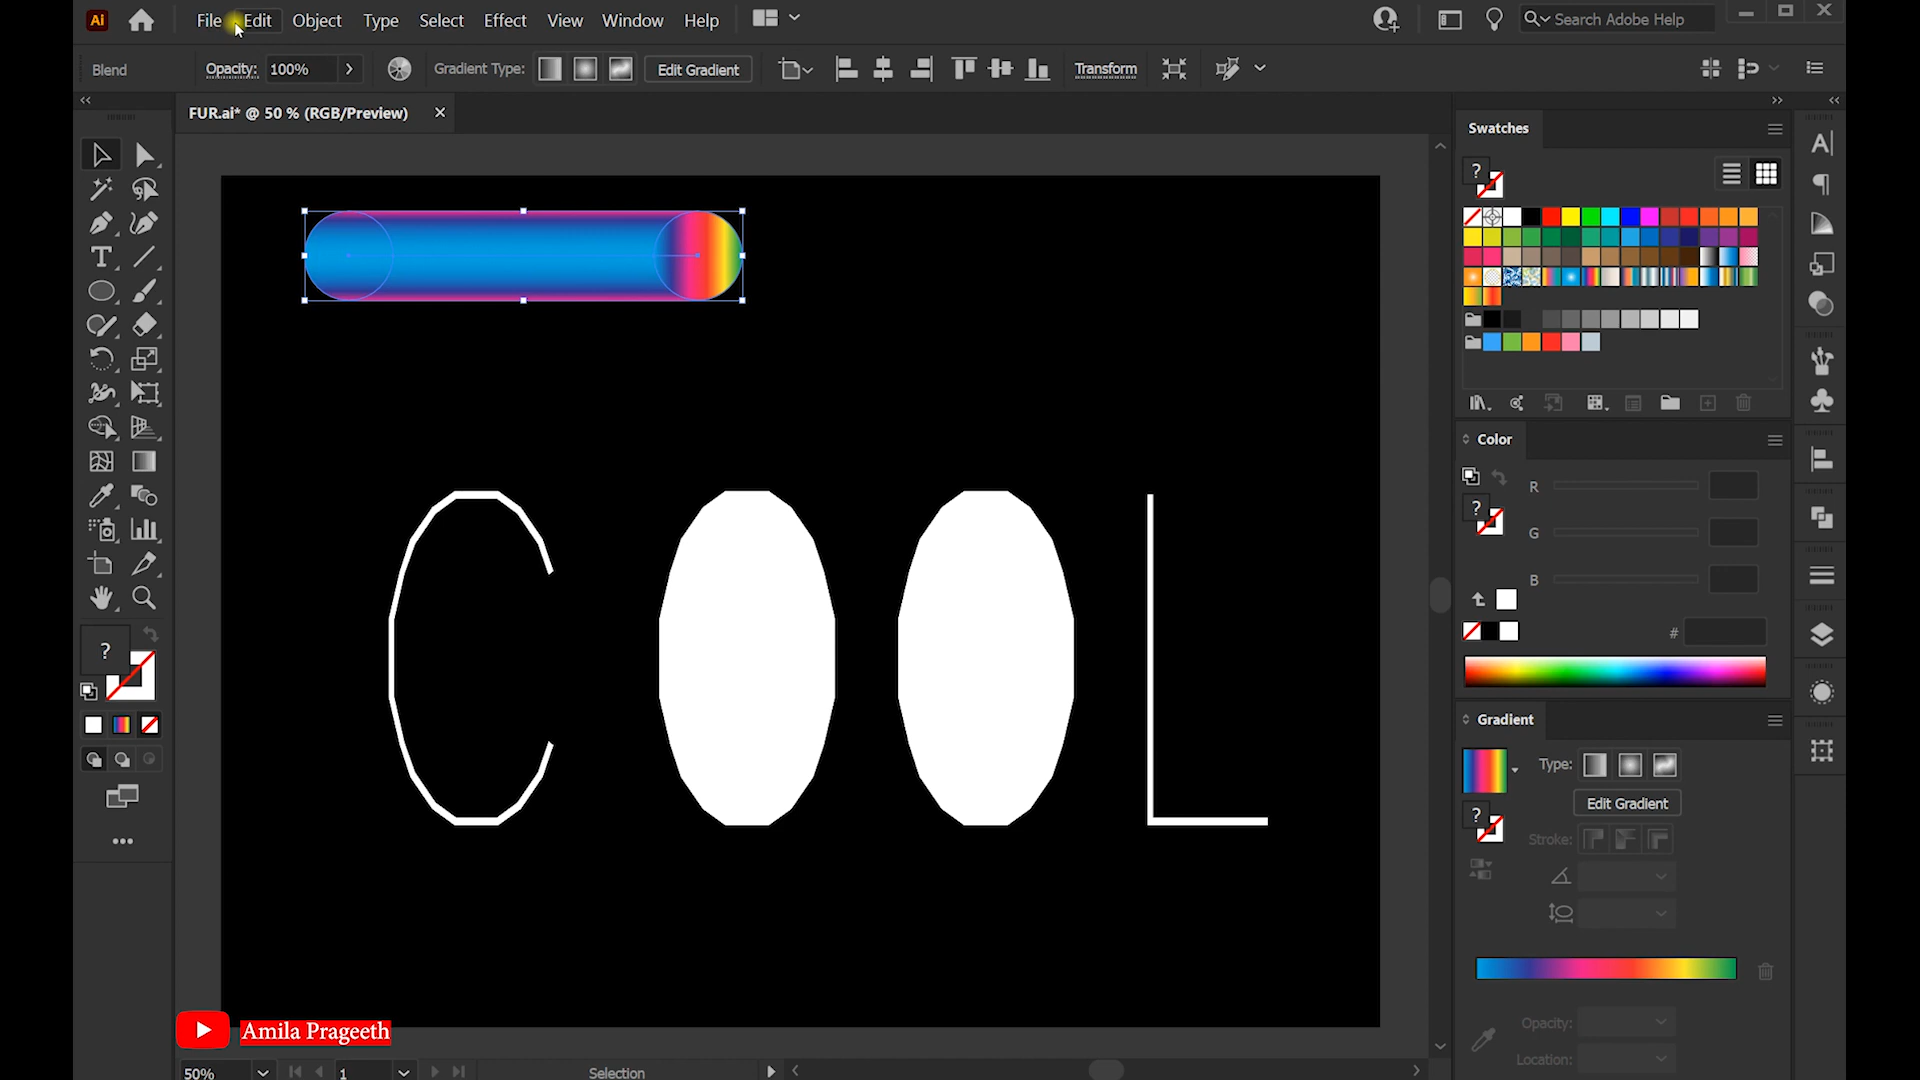 Ai File Edit Object Type Select Effect View Window Help Search Adobe Help
Blend Opacity: 100% Gradient Type: Edit Gradient Transform
FUR.ai* @ 50 % (RGB/Preview)
Swatches
Color
R
G
B
#
Gradient
Type:
Edit Gradient
Stroke:
Opacity:
Location:
COOL
Amila Prageeth
50% 1 Selection